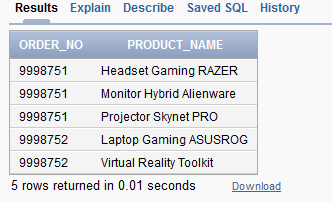 Results Explain Describe Saved SQL History
ORDER_NO PRODUCT_NAME
9998751 Headset Gaming RAZER
9998751 Monitor Hybrid Alienware
9998751 Projector Skynet PRO
9998752 Laptop Gaming ASUSROG
9998752 Virtual Reality Toolkit
5 rows returned in 0.01 seconds Download